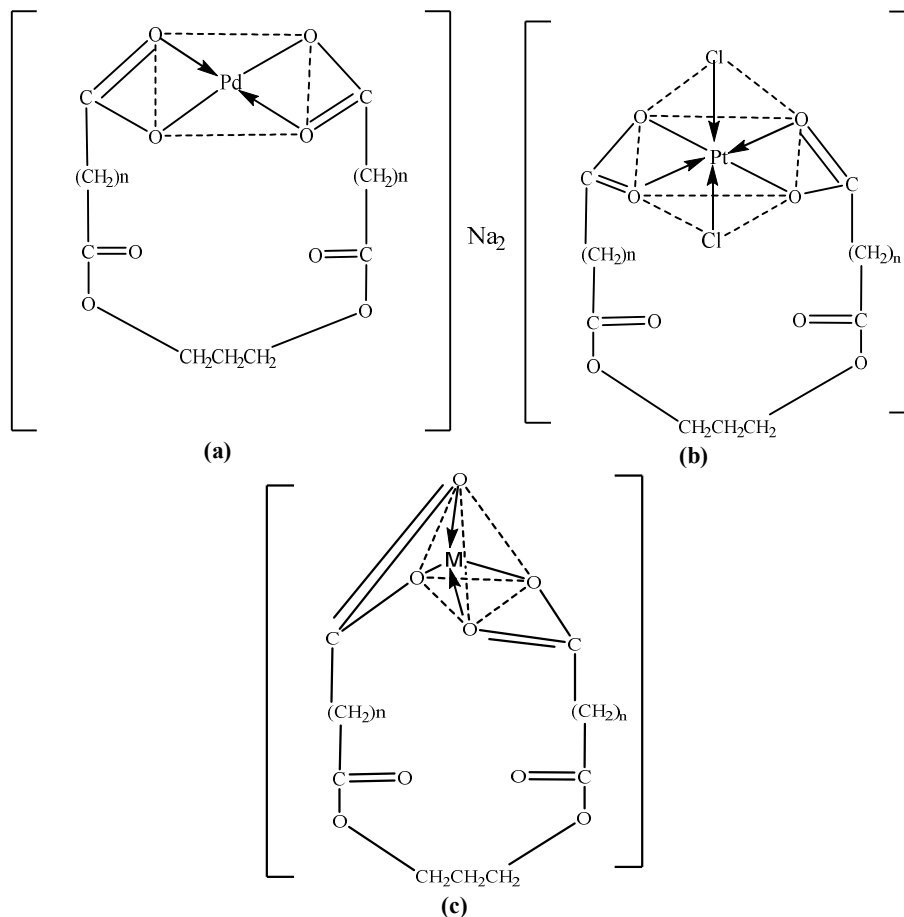 O O
Pd
C C
O O
(CH₂)n (CH₂)n
C O O C
O O
CH₂CH₂CH₂
(a)
Na₂
Cl
O O
Pt
C C
O O
Cl
(CH₂)n (CH₂)ₙ
C O O C
O O
CH₂CH₂CH₂
(b)
O
M
O O
O
C C
(CH₂)n (CH₂)ₙ
C O O C
O O
CH₂CH₂CH₂
(c)